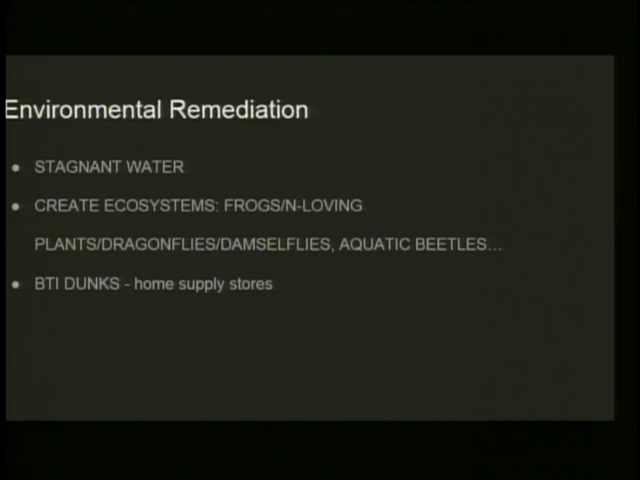 Environmental Remediation
● STAGNANT WATER
● CREATE ECOSYSTEMS: FROGS/N-LOVING
PLANTS/DRAGONFLIES/DAMSELFLIES, AQUATIC BEETLES...
● BTI DUNKS - home supply stores